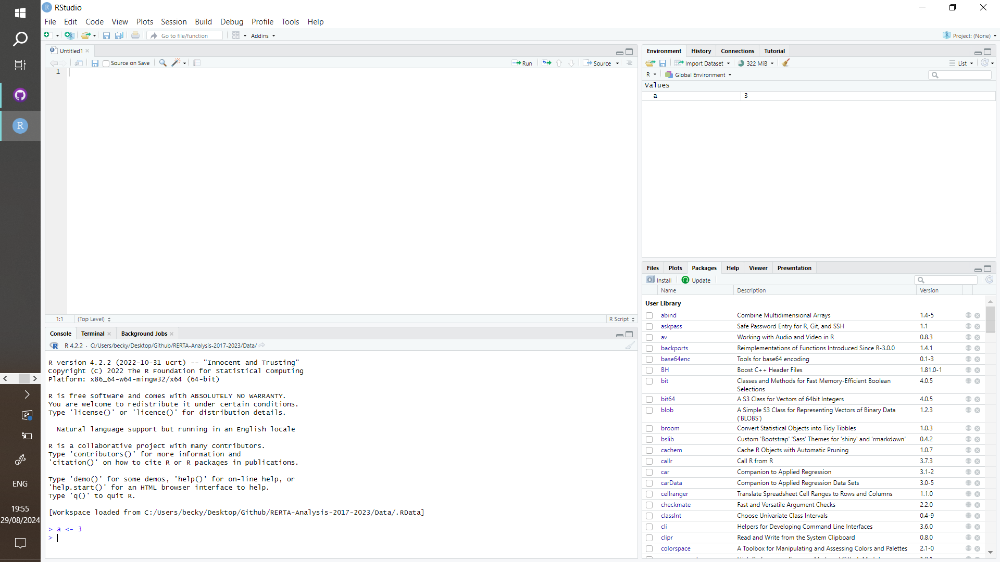 RStudio
File Edit Code View Plots Session Build Debug Profile Tools Help
Go to file/function Addins Project: (None)
Untitled1
Source on Save Run Source
1
1:1 (Top Level) R Script
Console Terminal Background Jobs
R 4.2.2 · C:/Users/becky/Desktop/Github/RERTA-Analysis-2017-2023/Data/
R version 4.2.2 (2022-10-31 ucrt) -- "Innocent and Trusting"
Copyright (C) 2022 The R Foundation for Statistical Computing
Platform: x86_64-w64-mingw32/x64 (64-bit)
R is free software and comes with ABSOLUTELY NO WARRANTY.
You are welcome to redistribute it under certain conditions.
Type 'license()' or 'licence()' for distribution details.
Natural language support but running in an English locale
R is a collaborative project with many contributors.
Type 'contributors()' for more information and
'citation()' on how to cite R or R packages in publications.
Type 'demo()' for some demos, 'help()' for on-line help, or
'help.start()' for an HTML browser interface to help.
Type 'q()' to quit R.
[Workspace loaded from C:/Users/becky/Desktop/Github/RERTA-Analysis-2017-2023/Data/.RData]
> a <- 3
>
Environment History Connections Tutorial
Import Dataset 322 MiB List
R Global Environment
Values
a 3
Files Plots Packages Help Viewer Presentation
Install Update
Name Description Version
User Library
abind Combine Multidimensional Arrays 1.4-5
askpass Safe Password Entry for R, Git, and SSH 1.1
av Working with Audio and Video in R 0.8.3
backports Reimplementations of Functions Introduced Since R-3.0.0 1.4.1
base64enc Tools for base64 encoding 0.1-3
BH Boost C++ Header Files 1.81.0-1
bit Classes and Methods for Fast Memory-Efficient Boolean 4.0.5
Selections
bit64 A S3 Class for Vectors of 64bit Integers 4.0.5
blob A Simple S3 Class for Representing Vectors of Binary Data 1.2.3
('BLOBS')
broom Convert Statistical Objects into Tidy Tibbles 1.0.3
bslib Custom 'Bootstrap' 'Sass' Themes for 'shiny' and 'rmarkdown' 0.4.2
cachem Cache R Objects with Automatic Pruning 1.0.7
callr Call R from R 3.7.3
car Companion to Applied Regression 3.1-2
carData Companion to Applied Regression Data Sets 3.0-5
cellranger Translate Spreadsheet Cell Ranges to Rows and Columns 1.1.0
checkmate Fast and Versatile Argument Checks 2.2.0
classInt Choose Univariate Class Intervals 0.4-9
cli Helpers for Developing Command Line Interfaces 3.6.0
clipr Read and Write from the System Clipboard 0.8.0
colorspace A Toolbox for Manipulating and Assessing Colors and Palettes 2.1-0
ENG
19:55
29/08/2024